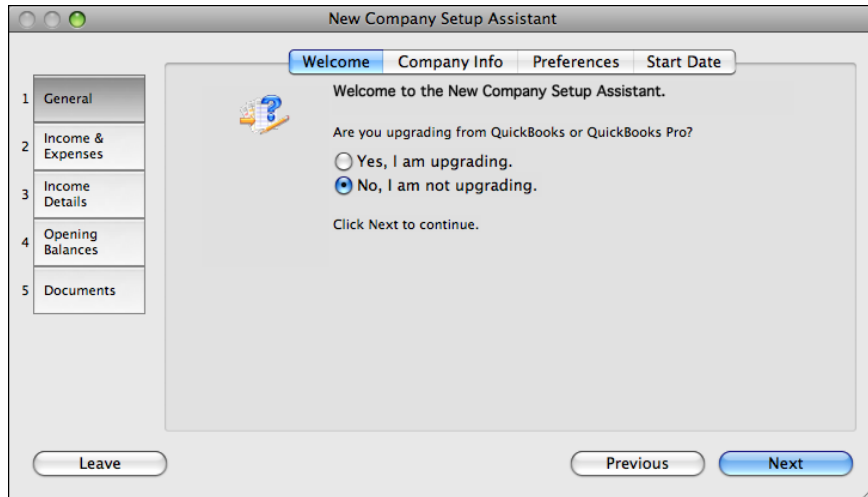 New Company Setup Assistant
Welcome Company Info Preferences Start Date
1 General
2 Income &
Expenses
3 Income
Details
4 Opening
Balances
5 Documents
Welcome to the New Company Setup Assistant.
Are you upgrading from QuickBooks or QuickBooks Pro?
Yes, I am upgrading.
No, I am not upgrading.
Click Next to continue.
Leave Previous Next